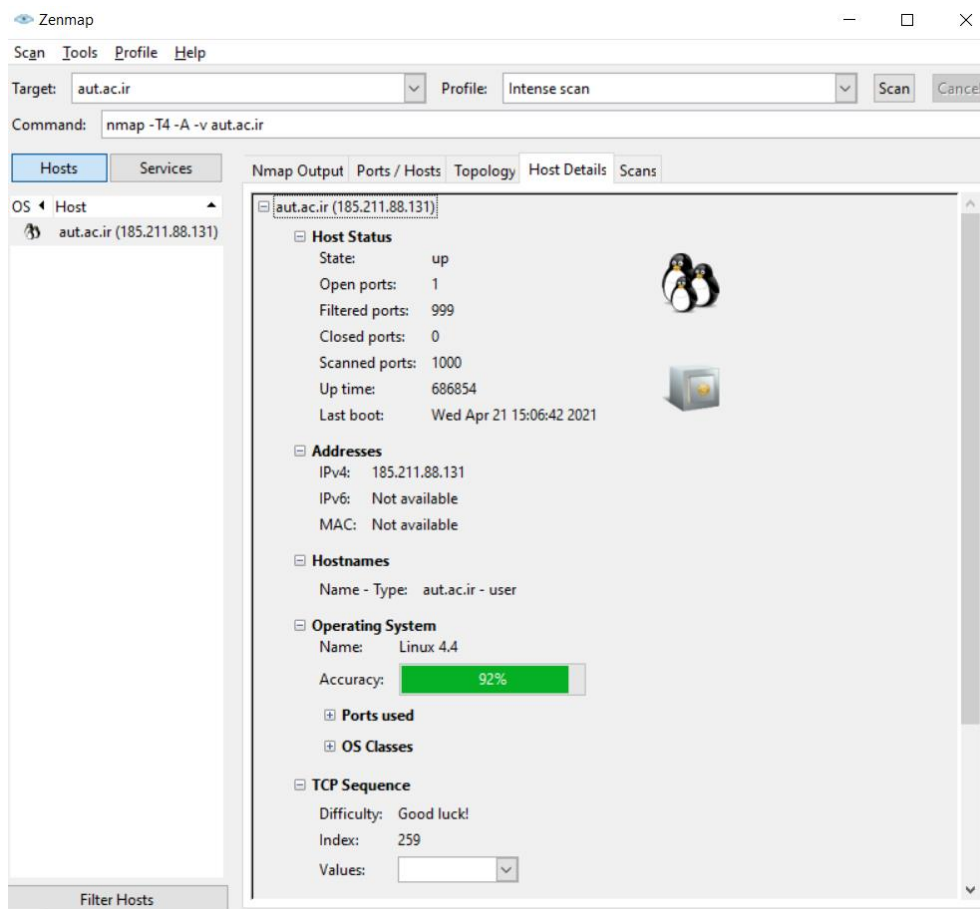 Zenmap
Scan Tools Profile Help
Target: aut.ac.ir Profile: Intense scan Scan Cancel
Command: nmap -T4 -A -v aut.ac.ir
Hosts Services
Nmap Output Ports / Hosts Topology Host Details Scans
OS Host
aut.ac.ir (185.211.88.131)
aut.ac.ir (185.211.88.131)
Host Status
State: up
Open ports: 1
Filtered ports: 999
Closed ports: 0
Scanned ports: 1000
Up time: 686854
Last boot: Wed Apr 21 15:06:42 2021
Addresses
IPv4: 185.211.88.131
IPv6: Not available
MAC: Not available
Hostnames
Name - Type: aut.ac.ir - user
Operating System
Name: Linux 4.4
Accuracy: 92%
Ports used
OS Classes
TCP Sequence
Difficulty: Good luck!
Index: 259
Values:
Filter Hosts